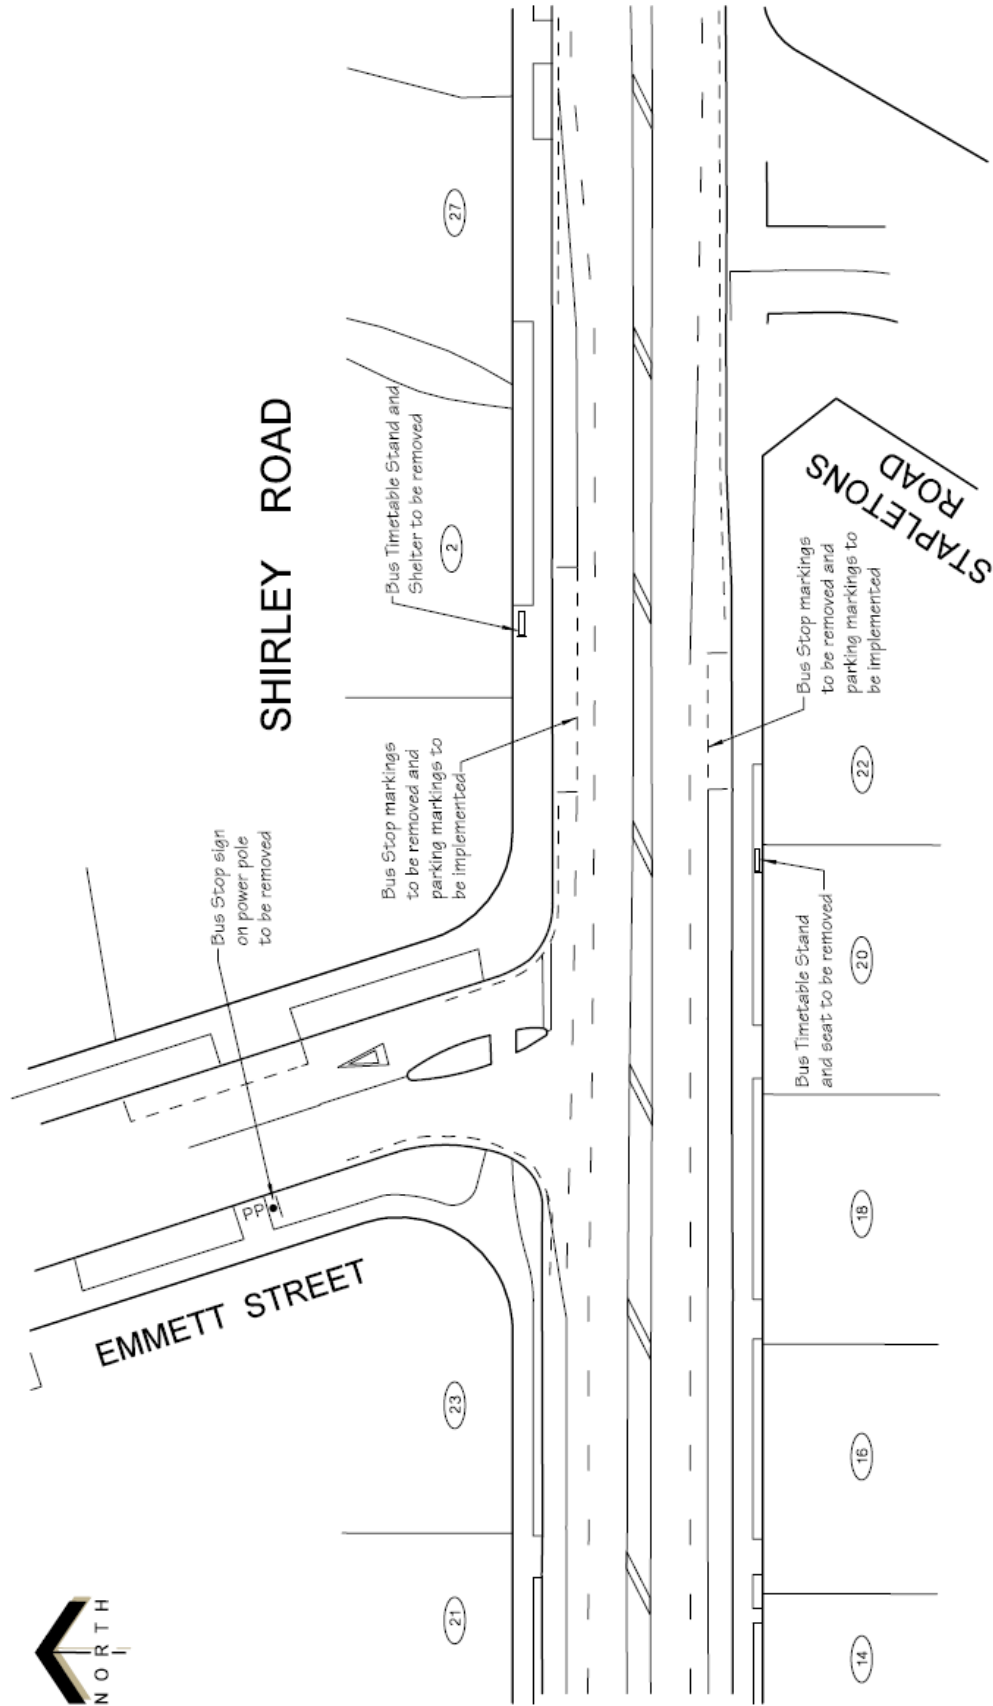 SHIRLEY ROAD
27
2
Bus Timetable Stand and
Shelter to be removed
Bus Stop sign
on power pole
to be removed
Bus Stop markings
to be removed and
parking markings to
be implemented
PP
EMMETT STREET
23
21
NORTH
STAPLETONS
ROAD
Bus Stop markings
to be removed and
parking markings to
be implemented
22
Bus Timetable Stand
and seat to be removed
20
18
16
14